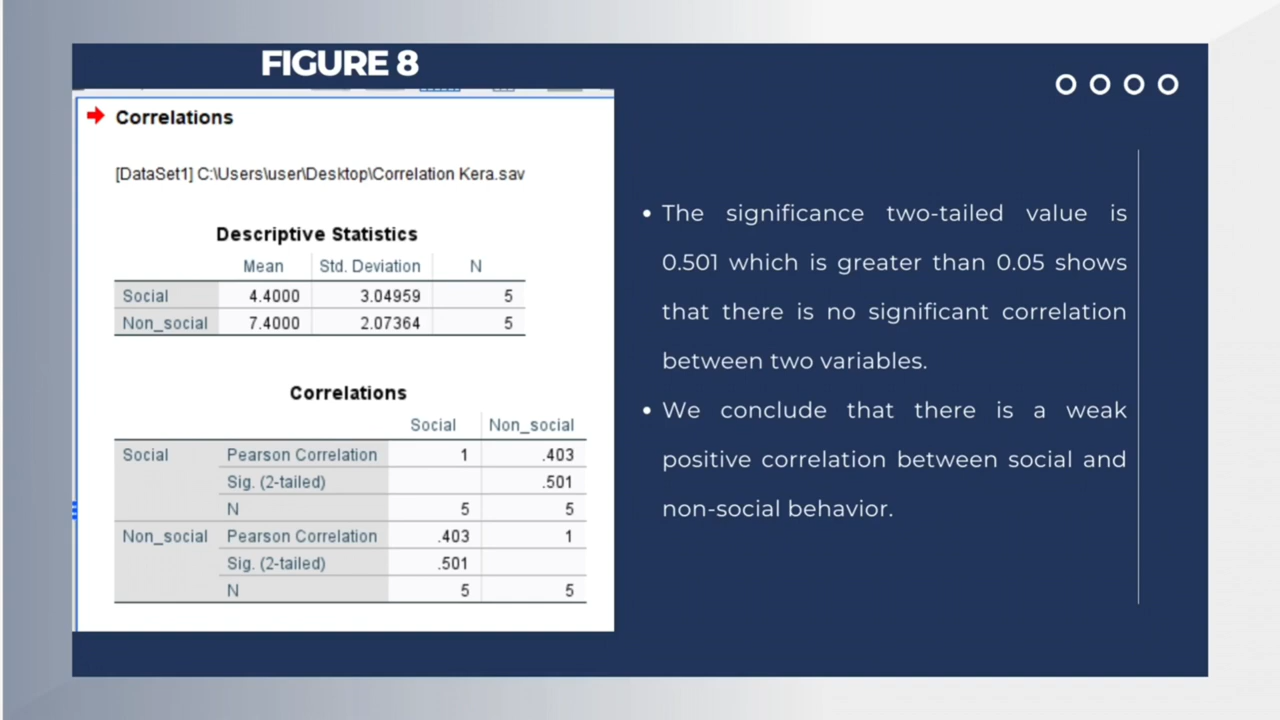 FIGURE 8
Correlations
[DataSet1] C:\Users\user\Desktop\Correlation Kera.sav
Descriptive Statistics
Mean Std. Deviation N
Social 4.4000 3.04959 5
Non_social 7.4000 2.07364 5
Correlations
Social Non_social
Social Pearson Correlation 1 .403
Sig. (2-tailed) .501
N 5 5
Non_social Pearson Correlation .403 1
Sig. (2-tailed) .501
N 5 5
• The significance two-tailed value is
0.501 which is greater than 0.05 shows
that there is no significant correlation
between two variables.
• We conclude that there is a weak
positive correlation between social and
non-social behavior.